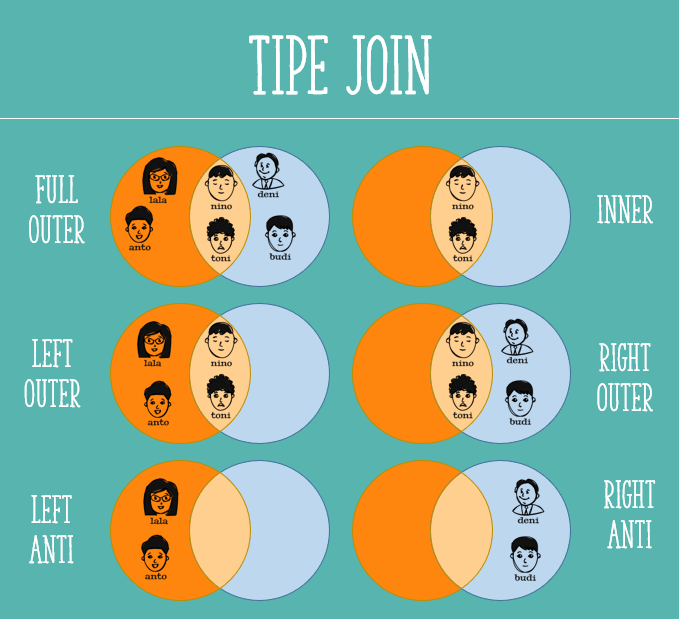 TIPE JOIN
FULL
OUTER
lala
nino
deni
anto
toni
budi
nino
toni
INNER
LEFT
OUTER
lala
nino
anto
toni
nino
deni
toni
budi
RIGHT
OUTER
LEFT
ANTI
lala
anto
deni
budi
RIGHT
ANTI